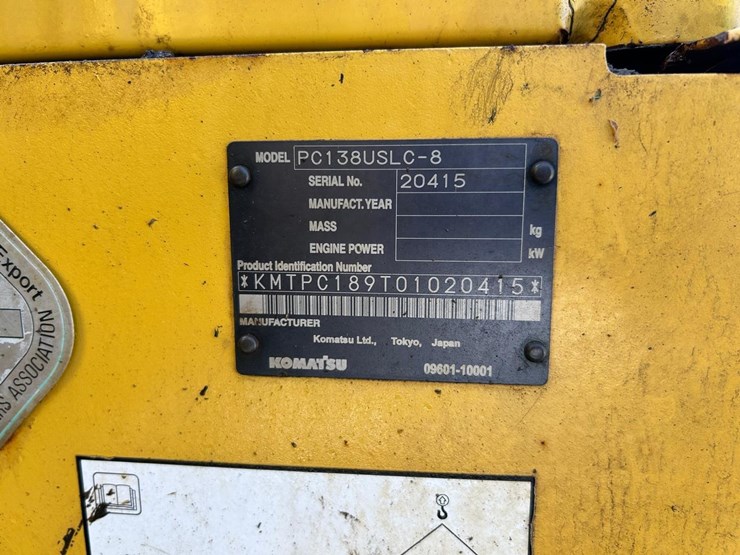 MODEL PC138USLC-8
SERIAL No. 20415
MANUFACT. YEAR
MASS kg
ENGINE POWER kW
Product Identification Number
*KMTPC189T01020415*
MANUFACTURER
Komatsu Ltd., Tokyo, Japan
KOMATSU 09601-10001
Export
ASSOCIATION